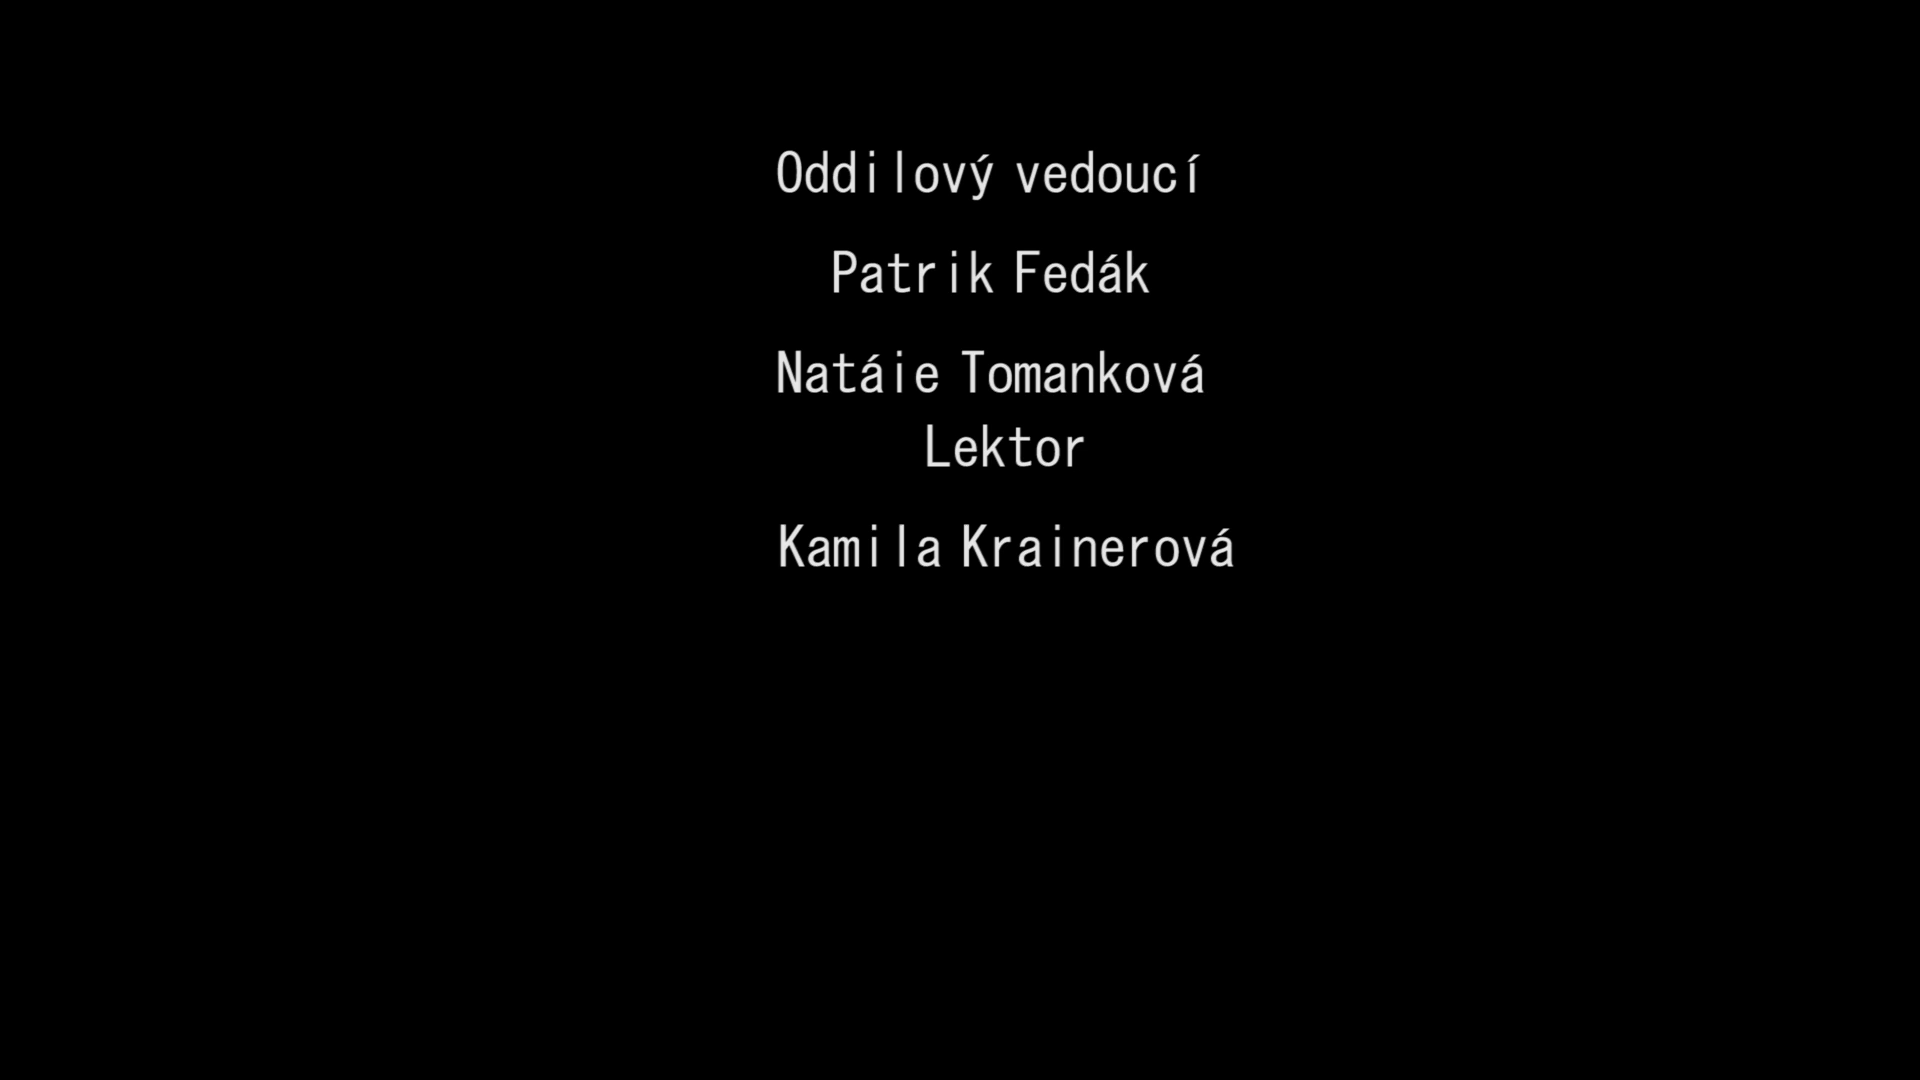 Oddilový vedoucí
Patrik Fedák
Natáie Tomanková
Lektor
Kamila Krainerová